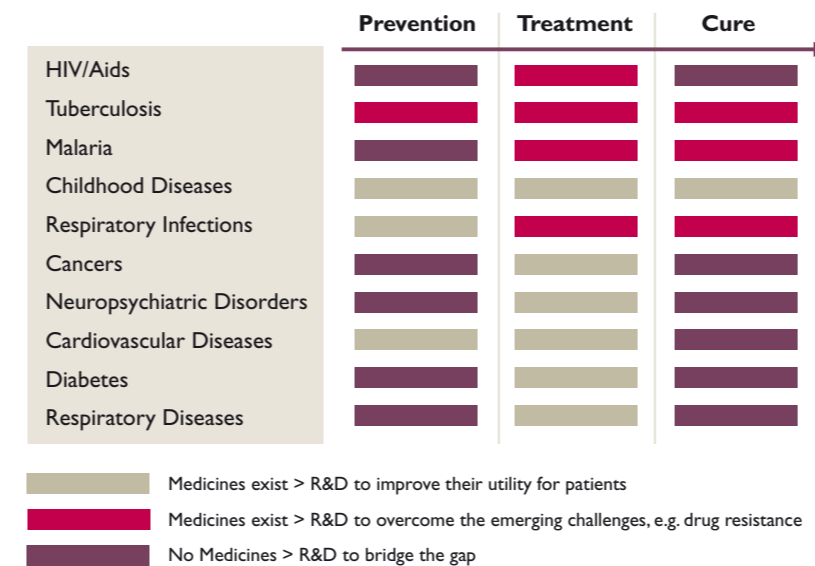 Prevention Treatment Cure
HIV/Aids
Tuberculosis
Malaria
Childhood Diseases
Respiratory Infections
Cancers
Neuropsychiatric Disorders
Cardiovascular Diseases
Diabetes
Respiratory Diseases
Medicines exist > R&D to improve their utility for patients
Medicines exist > R&D to overcome the emerging challenges, e.g. drug resistance
No Medicines > R&D to bridge the gap